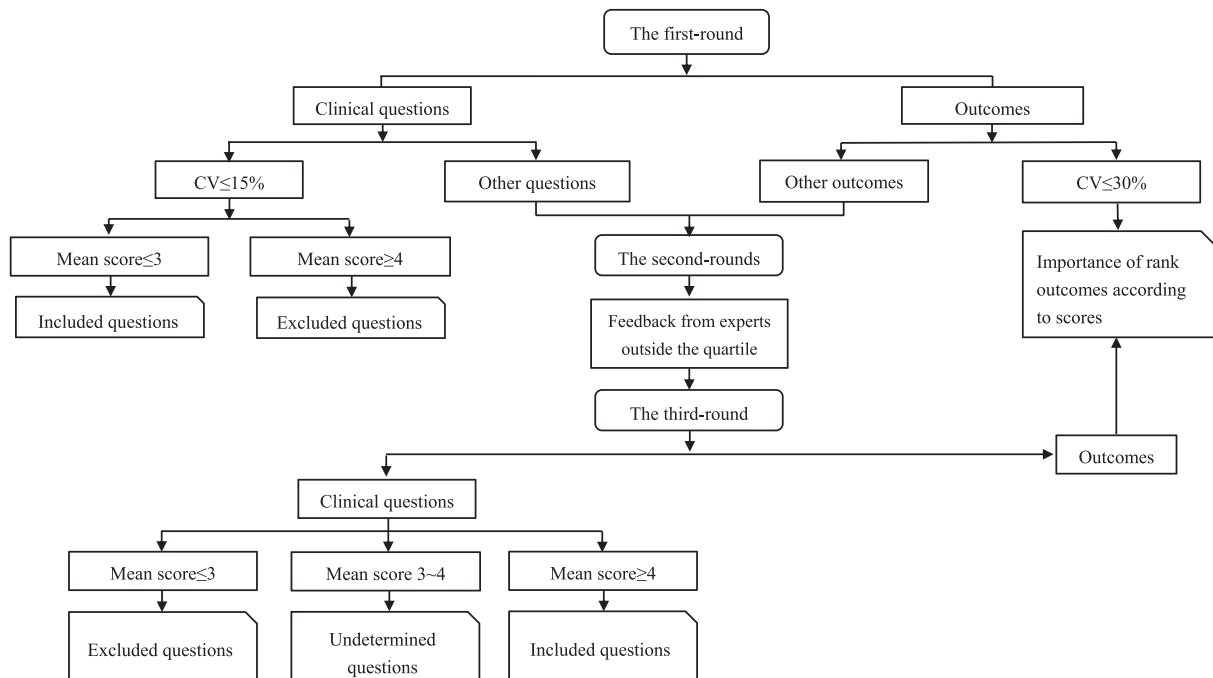 The first-round
Clinical questions
Outcomes
CV≤15%
Other questions
Other outcomes
CV≤30%
Mean score≤3
Mean score≥4
The second-rounds
Importance of rank
outcomes according
to scores
Included questions
Excluded questions
Feedback from experts
outside the quartile
The third-round
Outcomes
Clinical questions
Mean score≤3
Mean score 3~4
Mean score≥4
Excluded questions
Undetermined
questions
Included questions